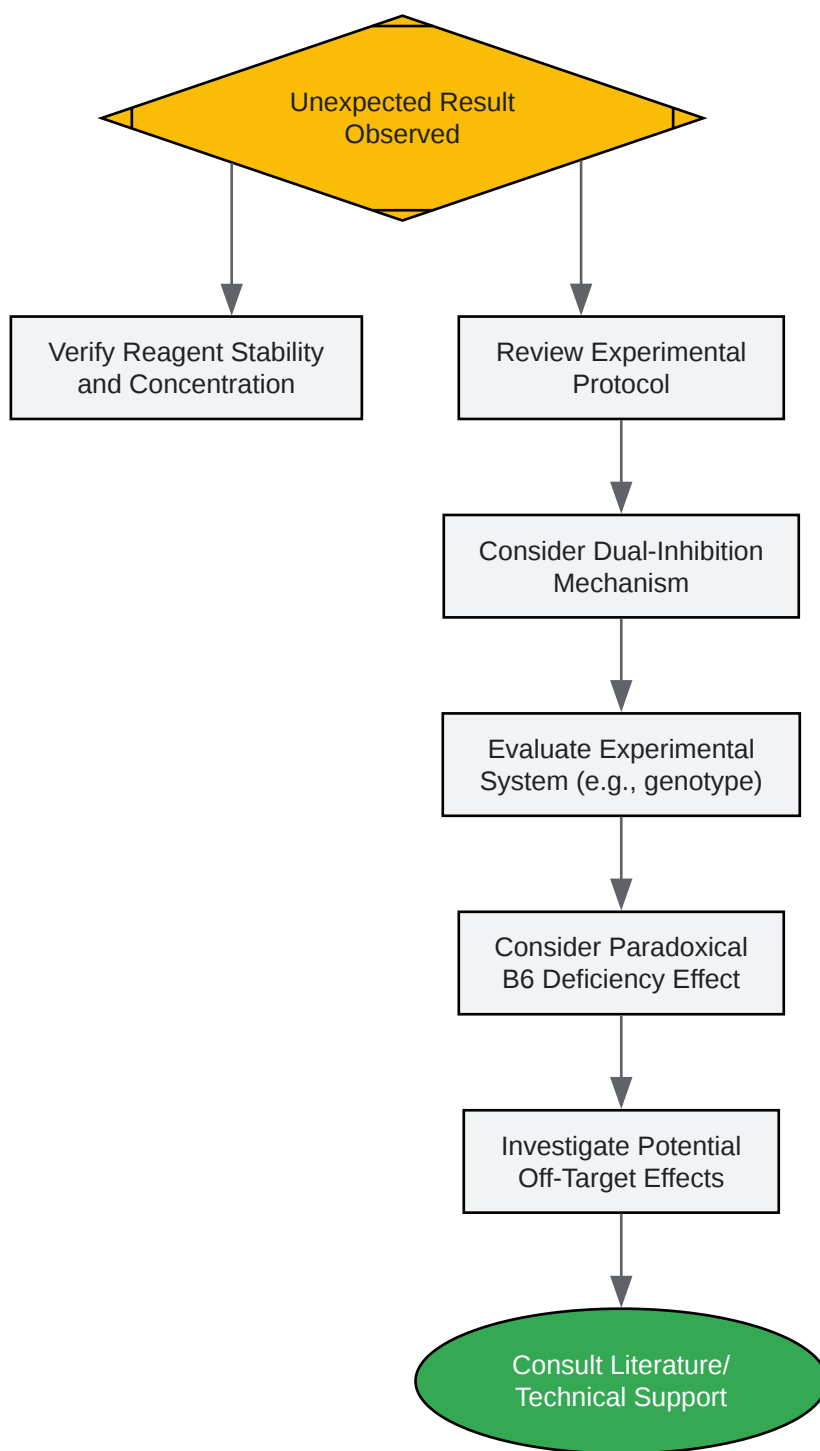 Unexpected Result
Observed
Verify Reagent Stability
and Concentration
Review Experimental
Protocol
Consider Dual-Inhibition
Mechanism
Evaluate Experimental
System (e.g., genotype)
Consider Paradoxical
B6 Deficiency Effect
Investigate Potential
Off-Target Effects
Consult Literature/
Technical Support